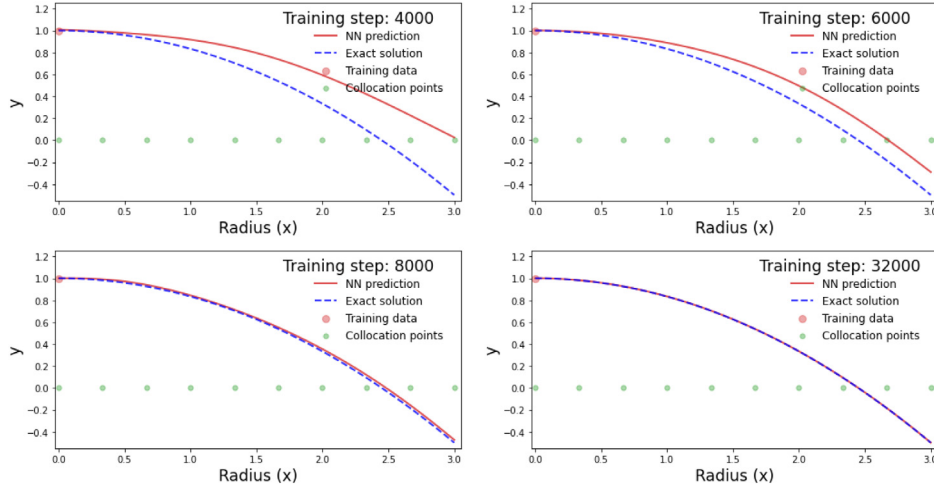 Training step: 4000
NN prediction
Exact solution
Training data
Collocation points
1.2
1.0
0.8
0.6
0.4
0.2
0.0
−0.2
−0.4
y
0.0 0.5 1.0 1.5 2.0 2.5 3.0
Radius (x)
Training step: 6000
NN prediction
Exact solution
Training data
Collocation points
1.2
1.0
0.8
0.6
0.4
0.2
0.0
−0.2
−0.4
y
0.0 0.5 1.0 1.5 2.0 2.5 3.0
Radius (x)
Training step: 8000
NN prediction
Exact solution
Training data
Collocation points
1.2
1.0
0.8
0.6
0.4
0.2
0.0
−0.2
−0.4
y
0.0 0.5 1.0 1.5 2.0 2.5 3.0
Radius (x)
Training step: 32000
NN prediction
Exact solution
Training data
Collocation points
1.2
1.0
0.8
0.6
0.4
0.2
0.0
−0.2
−0.4
y
0.0 0.5 1.0 1.5 2.0 2.5 3.0
Radius (x)